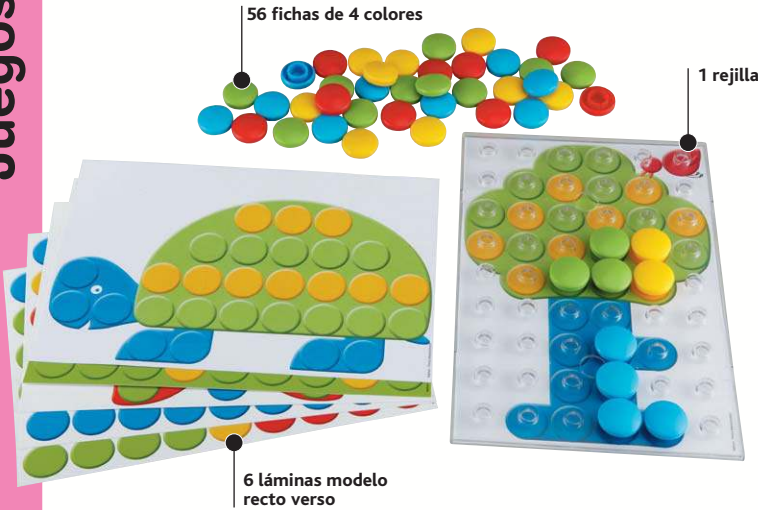 Juegos
56 fichas de 4 colores
1 rejilla
6 láminas modelo
recto verso